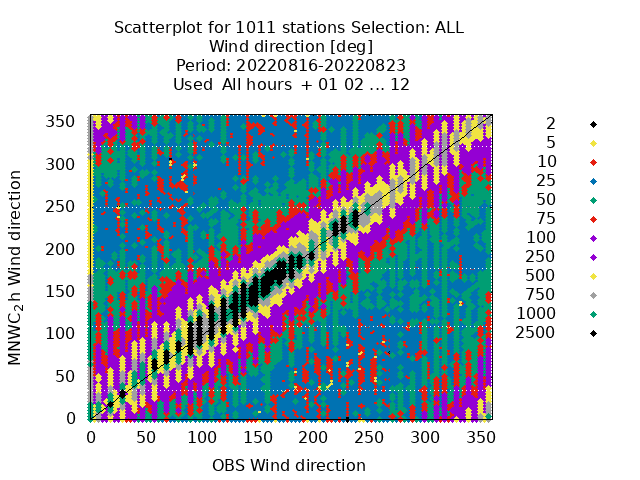 Scatterplot for 1011 stations Selection: ALL
Wind direction [deg]
Period: 20220816-20220823
Used  All hours  + 01 02 ... 12
350
300
250
200
150
100
50
0
MNWC_2 h Wind direction
0 50 100 150 200 250 300 350
OBS Wind direction
2
5
10
25
50
75
100
250
500
750
1000
2500